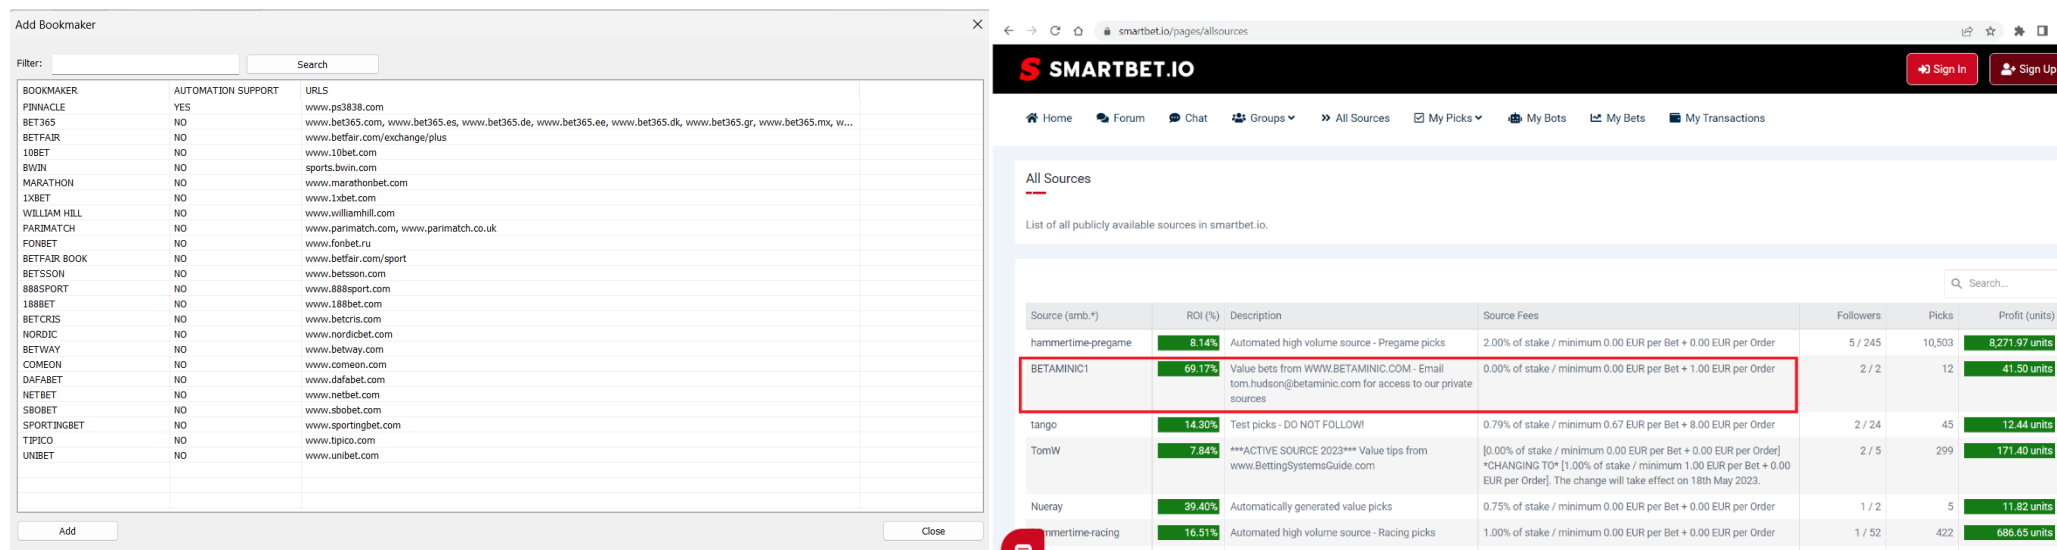 Add Bookmaker
Filter:
Search
BOOKMAKER AUTOMATION SUPPORT URLS
PINNACLE YES www.ps3838.com
BET365 NO www.bet365.com, www.bet365.es, www.bet365.de, www.bet365.ee, www.bet365.dk, www.bet365.gr, www.bet365.mx, w...
BETFAIR NO www.betfair.com/exchange/plus
10BET NO www.10bet.com
BWIN NO sports.bwin.com
MARATHON NO www.marathonbet.com
1XBET NO www.1xbet.com
WILLIAM HILL NO www.williamhill.com
PARIMATCH NO www.parimatch.com, www.parimatch.co.uk
FONBET NO www.fonbet.ru
BETFAIR BOOK NO www.betfair.com/sport
BETSSON NO www.betsson.com
888SPORT NO www.888sport.com
188BET NO www.188bet.com
BETCRIS NO www.betcris.com
NORDIC NO www.nordicbet.com
BETWAY NO www.betway.com
COMEON NO www.comeon.com
DAFABET NO www.dafabet.com
NETBET NO www.netbet.com
SBOBET NO www.sbobet.com
SPORTINGBET NO www.sportingbet.com
TIPICO NO www.tipico.com
UNIBET NO www.unibet.com
Add
Close
smartbet.io/pages/allsources
SMARTBET.IO
Sign In
Sign Up
Home Forum Chat Groups All Sources My Picks My Bots My Bets My Transactions
All Sources
List of all publicly available sources in smartbet.io.
Search...
Source (smb.*) ROI (%) Description Source Fees Followers Picks Profit (units)
hammertime-pregame 8.14% Automated high volume source - Pregame picks 2.00% of stake / minimum 0.00 EUR per Bet + 0.00 EUR per Order 5 / 245 10,503 8,271.97 units
BETAMINIC1 69.17% Value bets from WWW.BETAMINIC.COM - Email 0.00% of stake / minimum 0.00 EUR per Bet + 1.00 EUR per Order 2 / 2 12 41.50 units
tom.hudson@betaminic.com for access to our private
sources
tango 14.30% Test picks - DO NOT FOLLOW! 0.79% of stake / minimum 0.67 EUR per Bet + 8.00 EUR per Order 2 / 24 45 12.44 units
TomW 7.84% ***ACTIVE SOURCE 2023*** Value tips from [0.00% of stake / minimum 0.00 EUR per Bet + 0.00 EUR per Order] 2 / 5 299 171.40 units
www.BettingSystemsGuide.com *CHANGING TO* [1.00% of stake / minimum 1.00 EUR per Bet + 0.00
EUR per Order]. The change will take effect on 18th May 2023.
Nueray 39.40% Automatically generated value picks 0.75% of stake / minimum 0.00 EUR per Bet + 0.00 EUR per Order 1 / 2 5 11.82 units
mmertime-racing 16.51% Automated high volume source - Racing picks 1.00% of stake / minimum 0.00 EUR per Bet + 0.00 EUR per Order 1 / 52 422 686.65 units